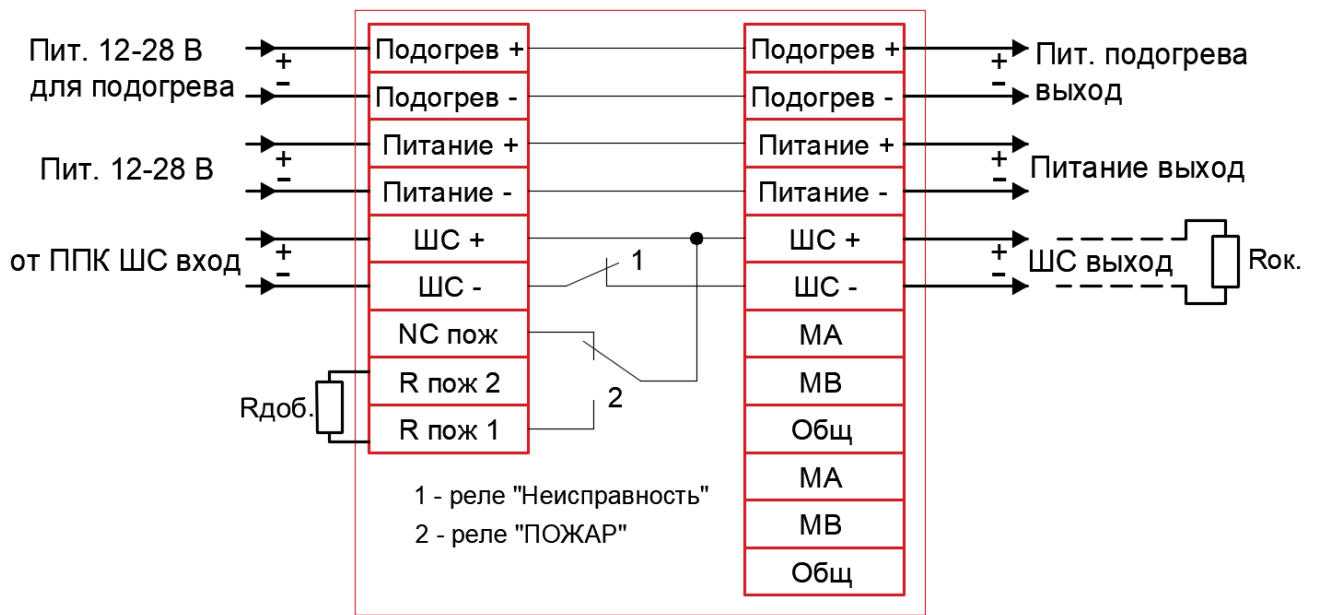 Пит. 12-28 В
для подогрева
+
-
Пит. 12-28 В
+
-
от ППК ШС вход
+
-
Rдоб.
Подогрев +
Подогрев -
Питание +
Питание -
ШС +
ШС -
NC пож
R пож 2
R пож 1
1
2
1 - реле "Неисправность"
2 - реле "ПОЖАР"
Подогрев +
Подогрев -
Питание +
Питание -
ШС +
ШС -
МА
МВ
Общ
МА
МВ
Общ
+
-
Пит. подогрева
выход
+
-
Питание выход
+
-
ШС выход
Rок.